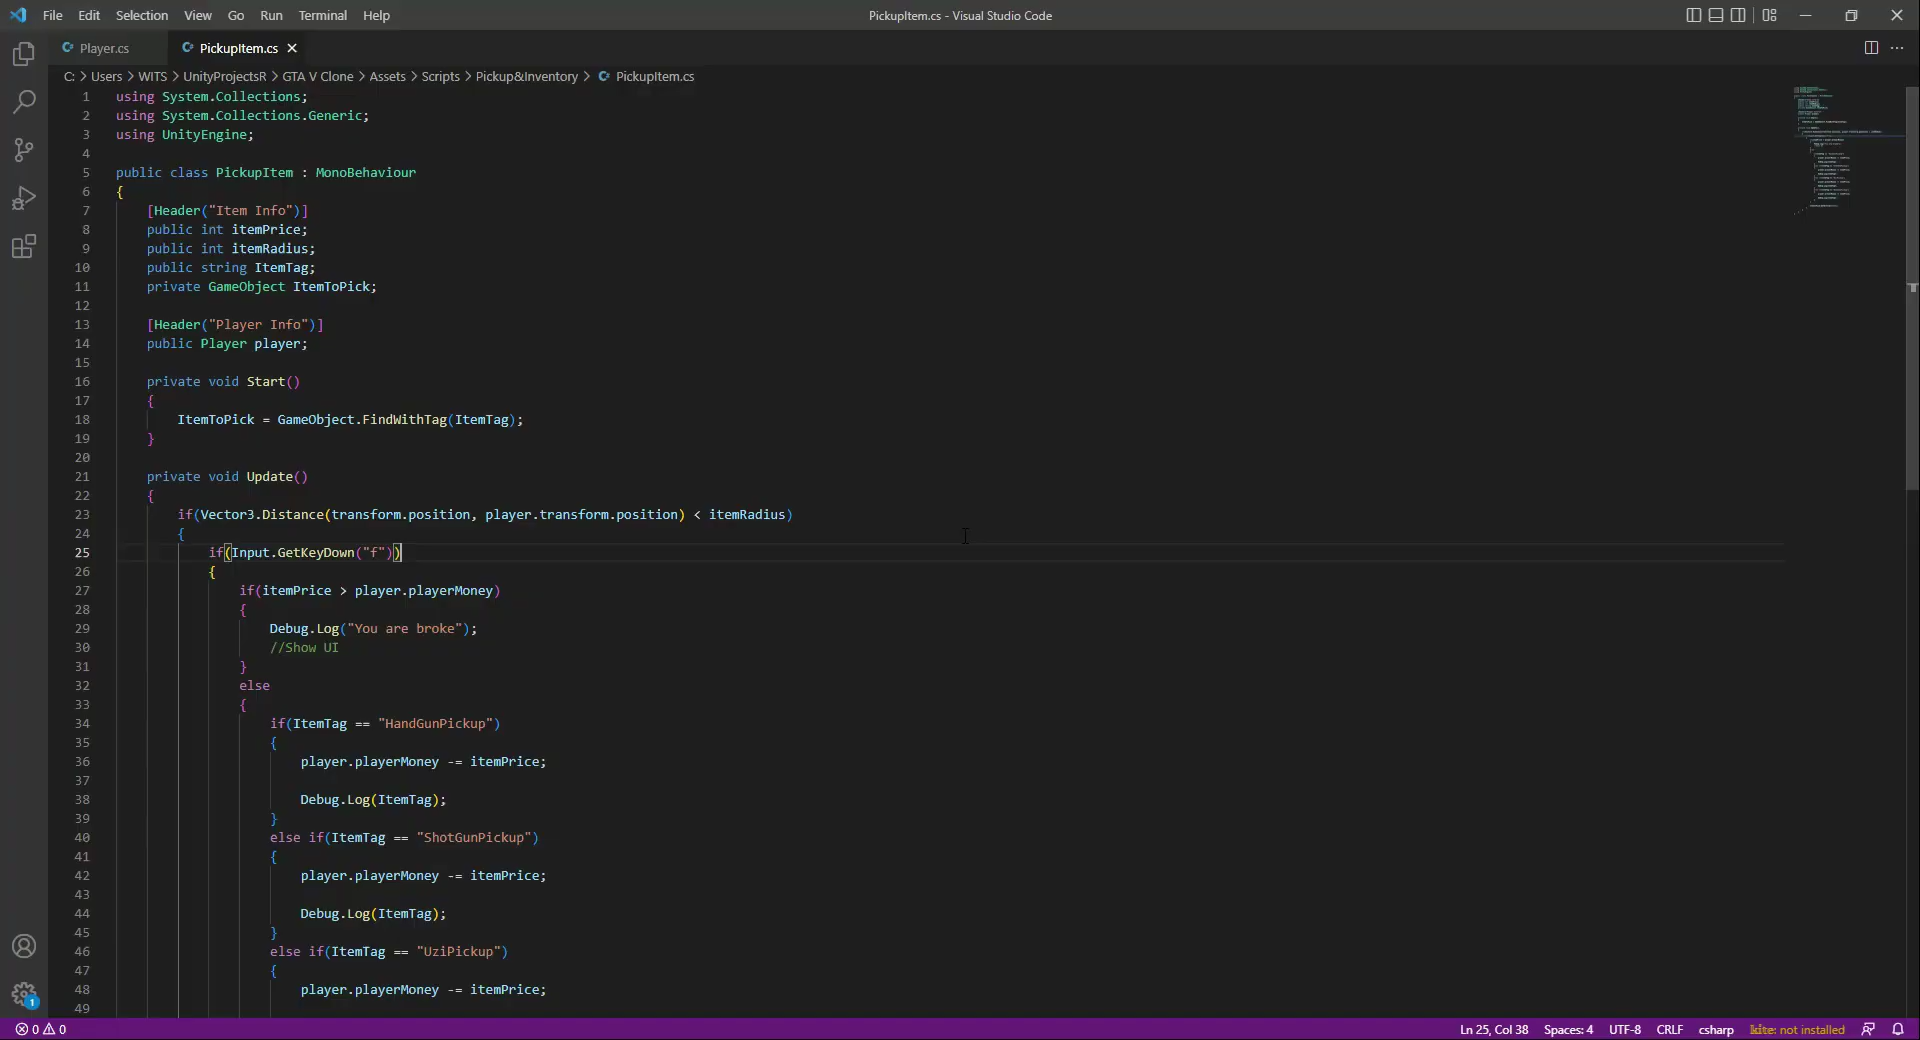 File Edit Selection View Go Run Terminal Help PickupItem.cs - Visual Studio Code
Player.cs PickupItem.cs
C: > Users > WITS > UnityProjectsR > GTA V Clone > Assets > Scripts > Pickup&Inventory > PickupItem.cs
1 using System.Collections;
2 using System.Collections.Generic;
3 using UnityEngine;
4
5 public class PickupItem : MonoBehaviour
6 {
7 [Header("Item Info")]
8 public int itemPrice;
9 public int itemRadius;
10 public string ItemTag;
11 private GameObject ItemToPick;
12
13 [Header("Player Info")]
14 public Player player;
15
16 private void Start()
17 {
18 ItemToPick = GameObject.FindWithTag(ItemTag);
19 }
20
21 private void Update()
22 {
23 if(Vector3.Distance(transform.position, player.transform.position) < itemRadius)
24 {
25 if(Input.GetKeyDown("f"))
26 {
27 if(itemPrice > player.playerMoney)
28 {
29 Debug.Log("You are broke");
30 //Show UI
31 }
32 else
33 {
34 if(ItemTag == "HandGunPickup")
35 {
36 player.playerMoney -= itemPrice;
37
38 Debug.Log(ItemTag);
39 }
40 else if(ItemTag == "ShotGunPickup")
41 {
42 player.playerMoney -= itemPrice;
43
44 Debug.Log(ItemTag);
45 }
46 else if(ItemTag == "UziPickup")
47 {
48 player.playerMoney -= itemPrice;
49
1
0 0 Ln 25, Col 38 Spaces: 4 UTF-8 CRLF csharp kite: not installed